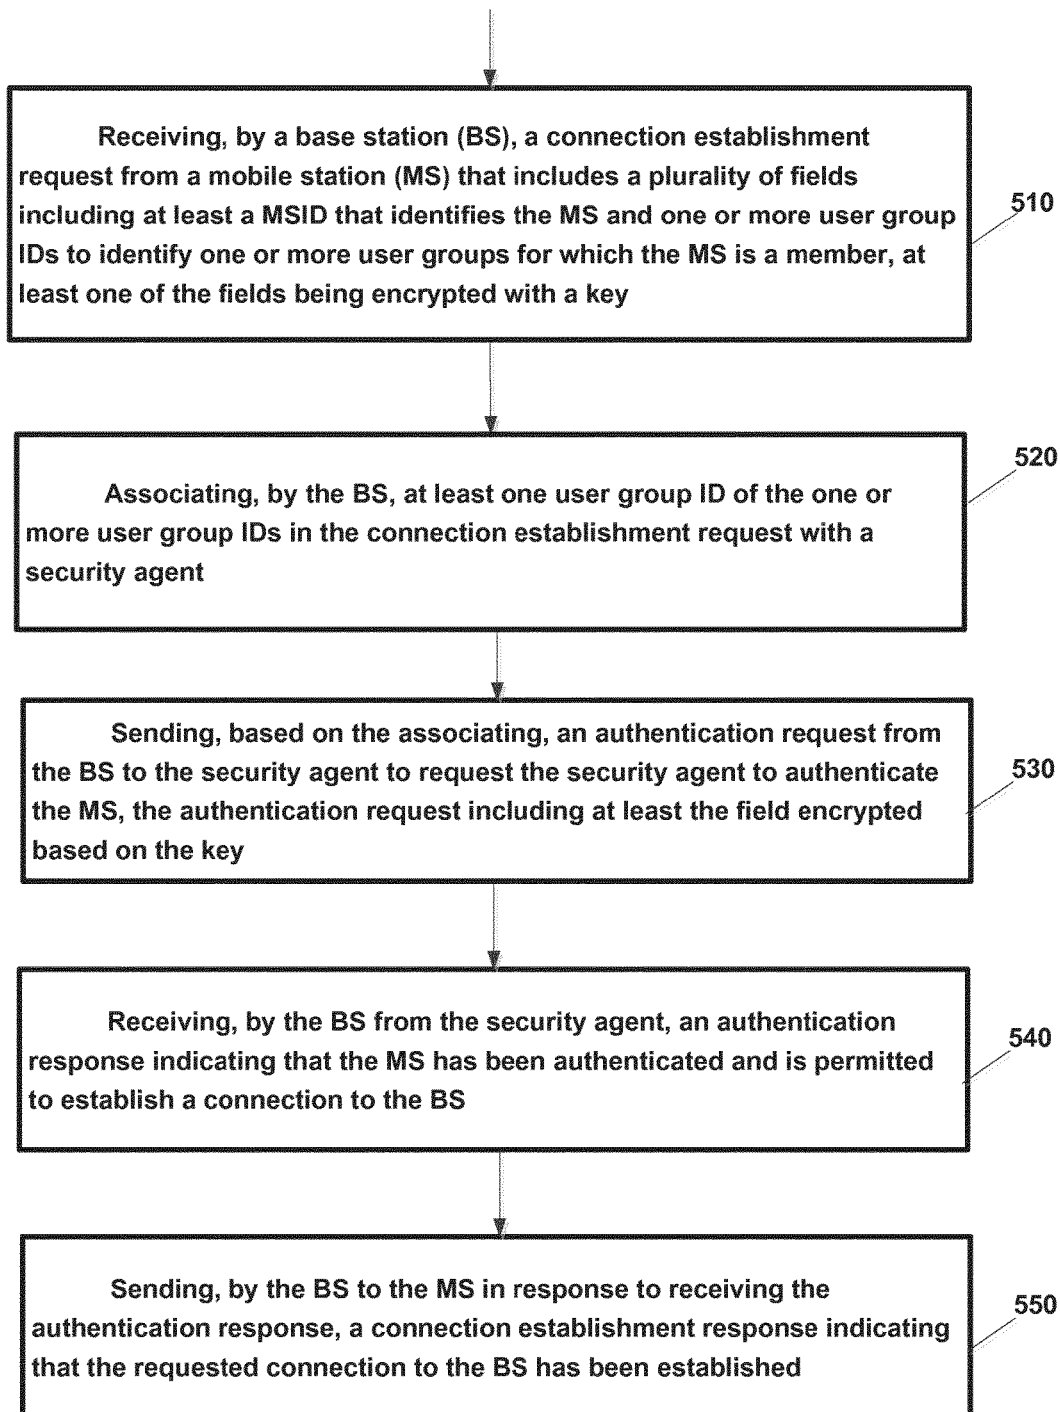 Receiving, by a base station (BS), a connection establishment
request from a mobile station (MS) that includes a plurality of fields
including at least a MSID that identifies the MS and one or more user group
IDs to identify one or more user groups for which the MS is a member, at
least one of the fields being encrypted with a key
510
Associating, by the BS, at least one user group ID of the one or
more user group IDs in the connection establishment request with a
security agent
520
Sending, based on the associating, an authentication request from
the BS to the security agent to request the security agent to authenticate
the MS, the authentication request including at least the field encrypted
based on the key
530
Receiving, by the BS from the security agent, an authentication
response indicating that the MS has been authenticated and is permitted
to establish a connection to the BS
540
Sending, by the BS to the MS in response to receiving the
authentication response, a connection establishment response indicating
that the requested connection to the BS has been established
550